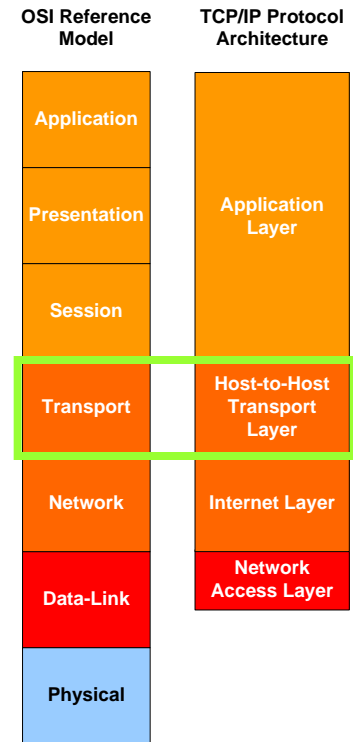 OSI Reference
Model
TCP/IP Protocol
Architecture
Application
Presentation
Session
Transport
Network
Data-Link
Physical
Application
Layer
Host-to-Host
Transport
Layer
Internet Layer
Network
Access Layer